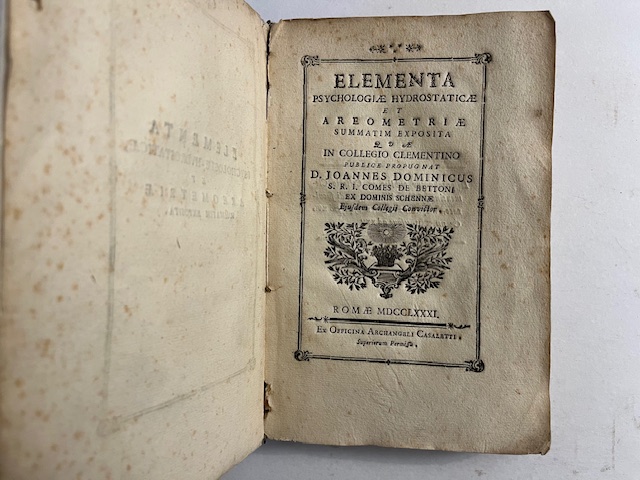 ELEMENTA
PSYCHOLOGIÆ HYDROSTATICÆ
ET
AREOMETRIÆ
SUMMATIM EXPOSITA
QUÆ
IN COLLEGIO CLEMENTINO
PUBLICE PROPUGNAT
D. JOANNES DOMINICUS
S. R. I. COMES DE BETTONI
EX DOMINIS SCHENNÆ
Ejusdem Collegii Convictor.
ROMÆ MDCCLXXXI.
EX OFFICINA ARCHANGELI CASALETTI.
Superiorum Permissu.